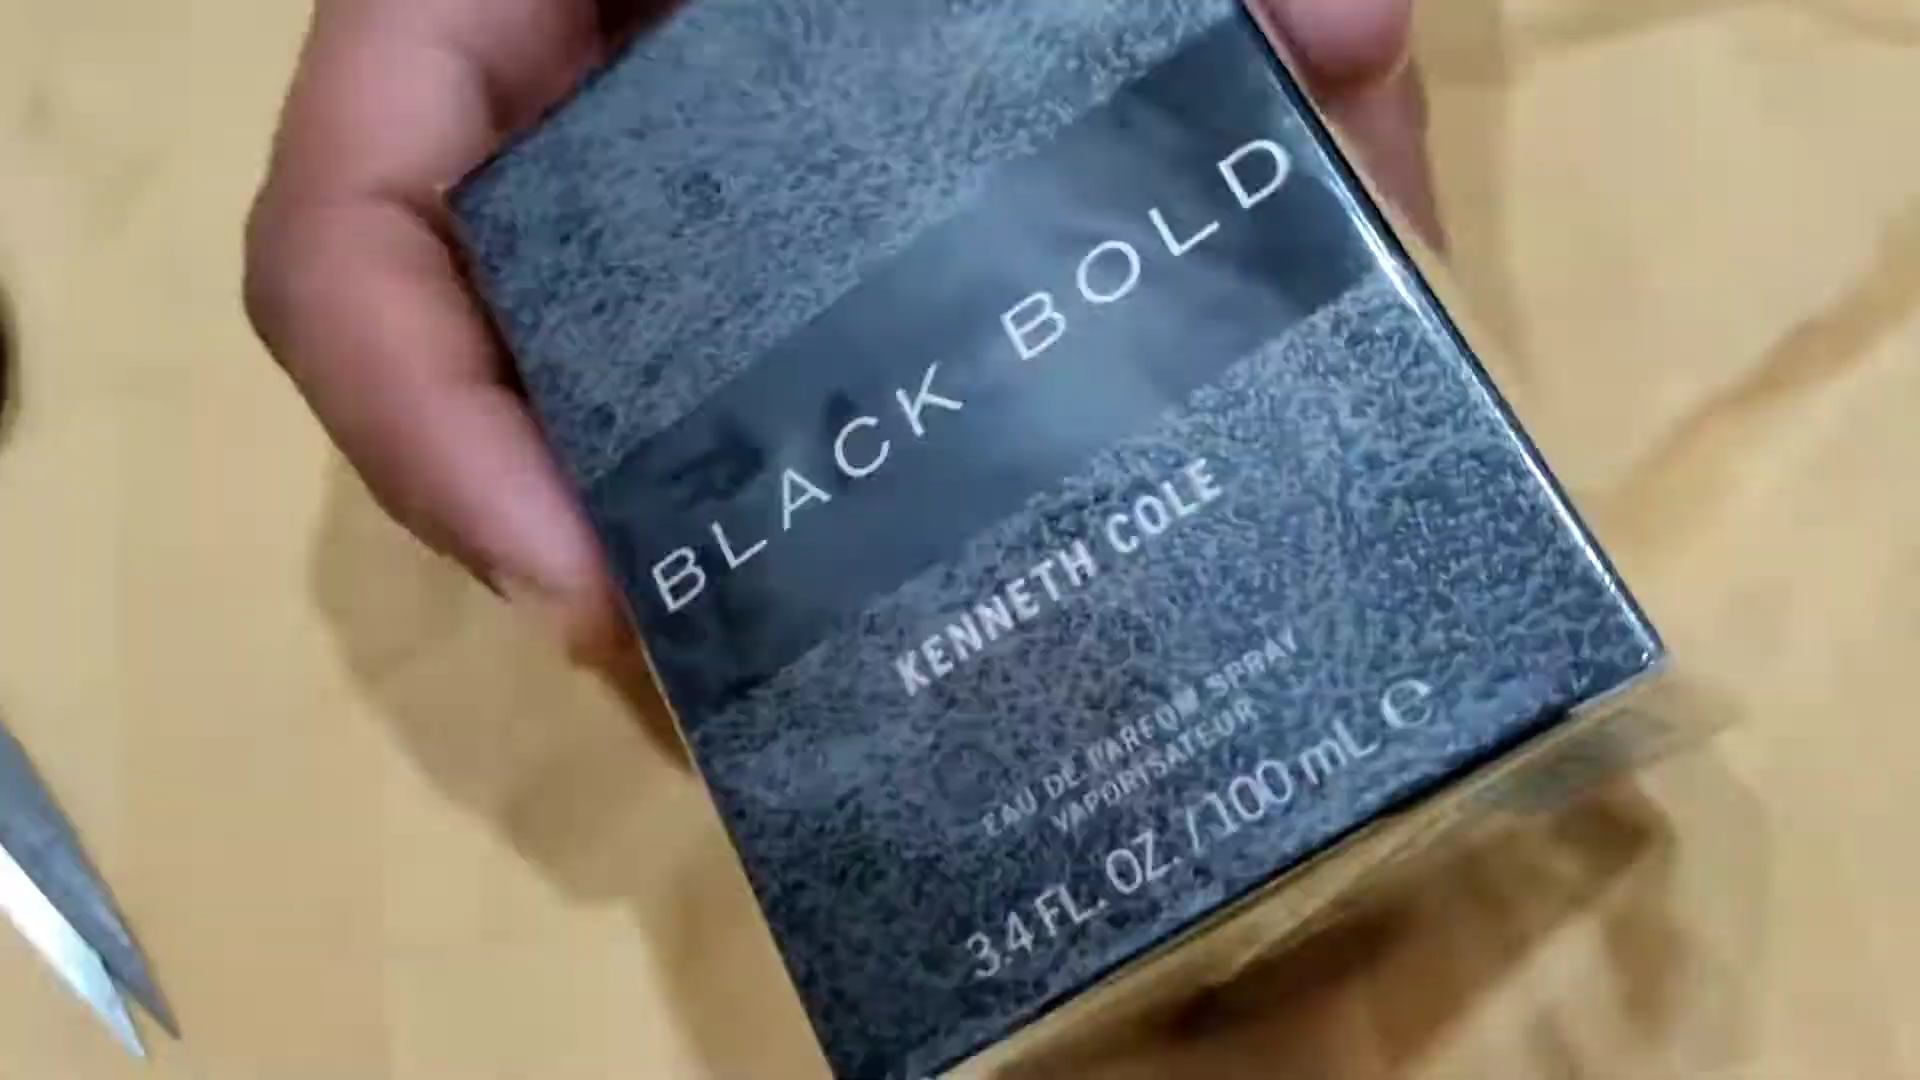 BLACK BOLD
KENNETH COLE
EAU DE PARFUM SPRAY
VAPORISATEUR
3.4 FL. OZ. / 100 mL ℮